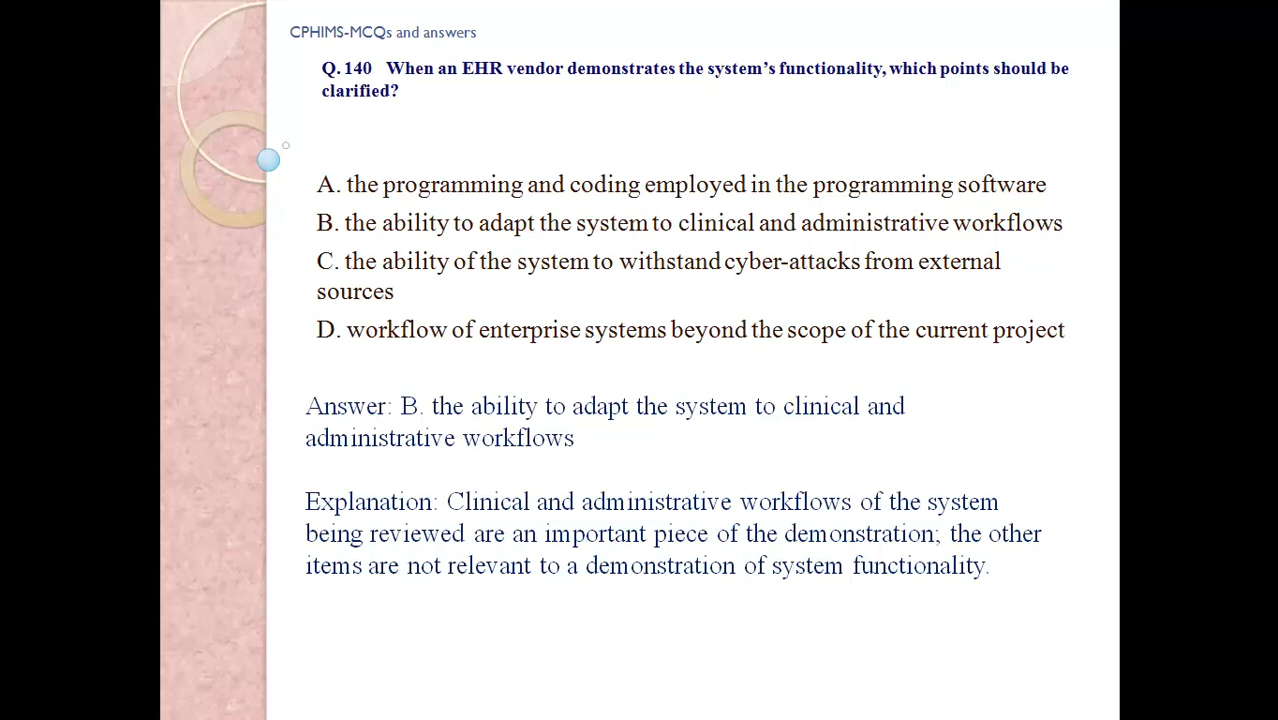 CPHIMS-MCQs and answers
Q. 140 When an EHR vendor demonstrates the system's functionality, which points should be
clarified?
A. the programming and coding employed in the programming software
B. the ability to adapt the system to clinical and administrative workflows
C. the ability of the system to withstand cyber-attacks from external
sources
D. workflow of enterprise systems beyond the scope of the current project
Answer: B. the ability to adapt the system to clinical and
administrative workflows
Explanation: Clinical and administrative workflows of the system
being reviewed are an important piece of the demonstration; the other
items are not relevant to a demonstration of system functionality.